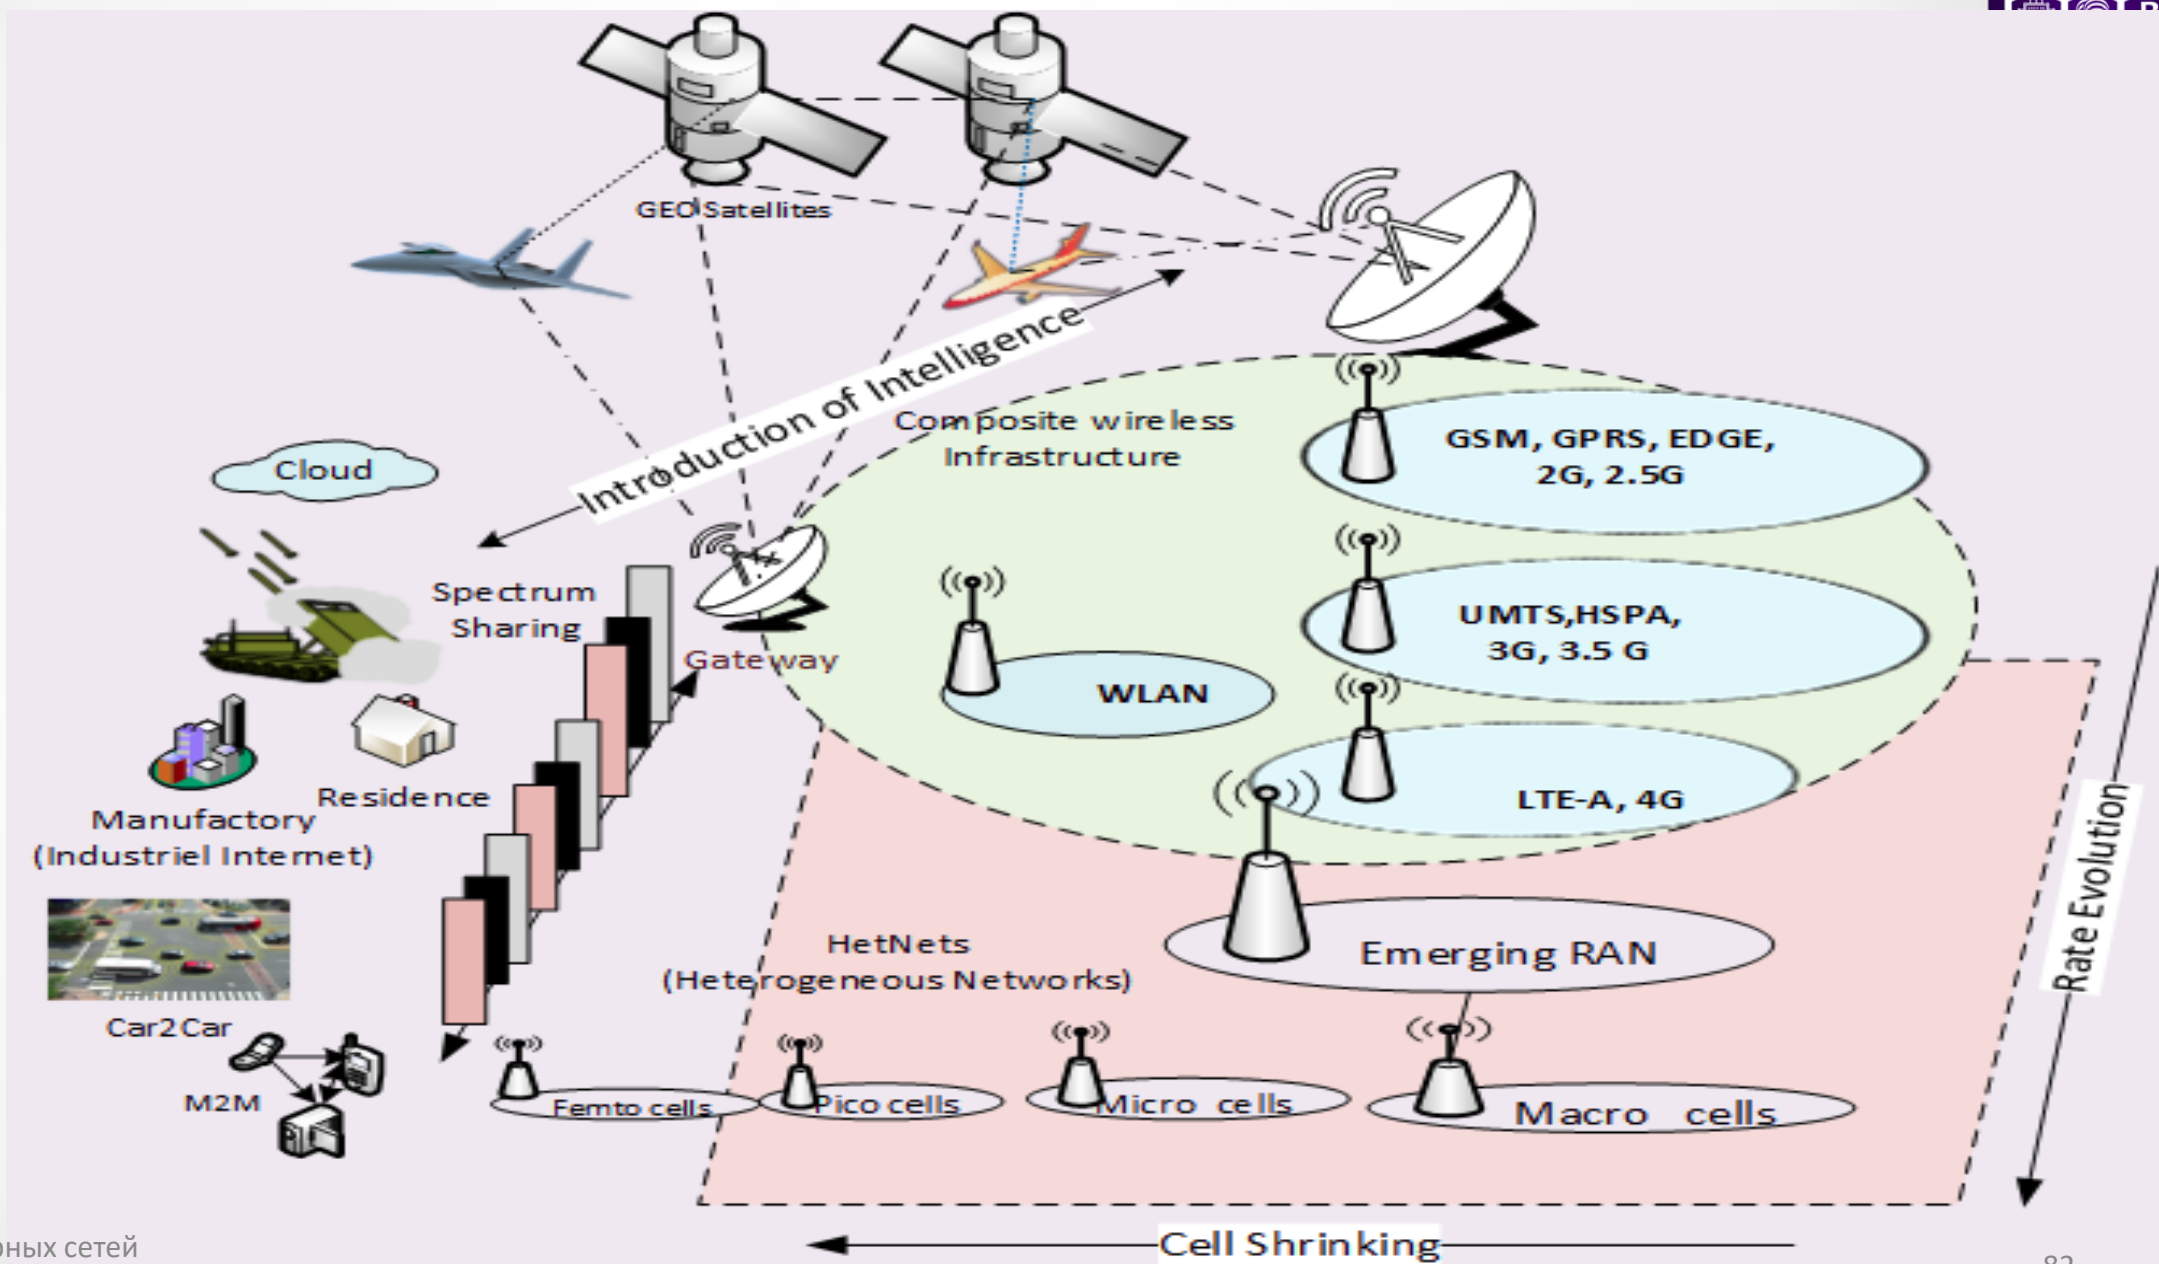 GEO Satellites
Introduction of Intelligence
Composite wireless
Infrastructure
GSM, GPRS, EDGE,
2G, 2.5G
Cloud
Spectrum
Sharing
Gateway
UMTS,HSPA,
3G, 3.5 G
WLAN
LTE-A, 4G
Residence
Manufactory
(Industriel Internet)
Rate Evolution
HetNets
(Heterogeneous Networks)
Emerging RAN
Car2Car
M2M
Femto cells
Pico cells
Micro cells
Macro cells
Cell Shrinking
сетей